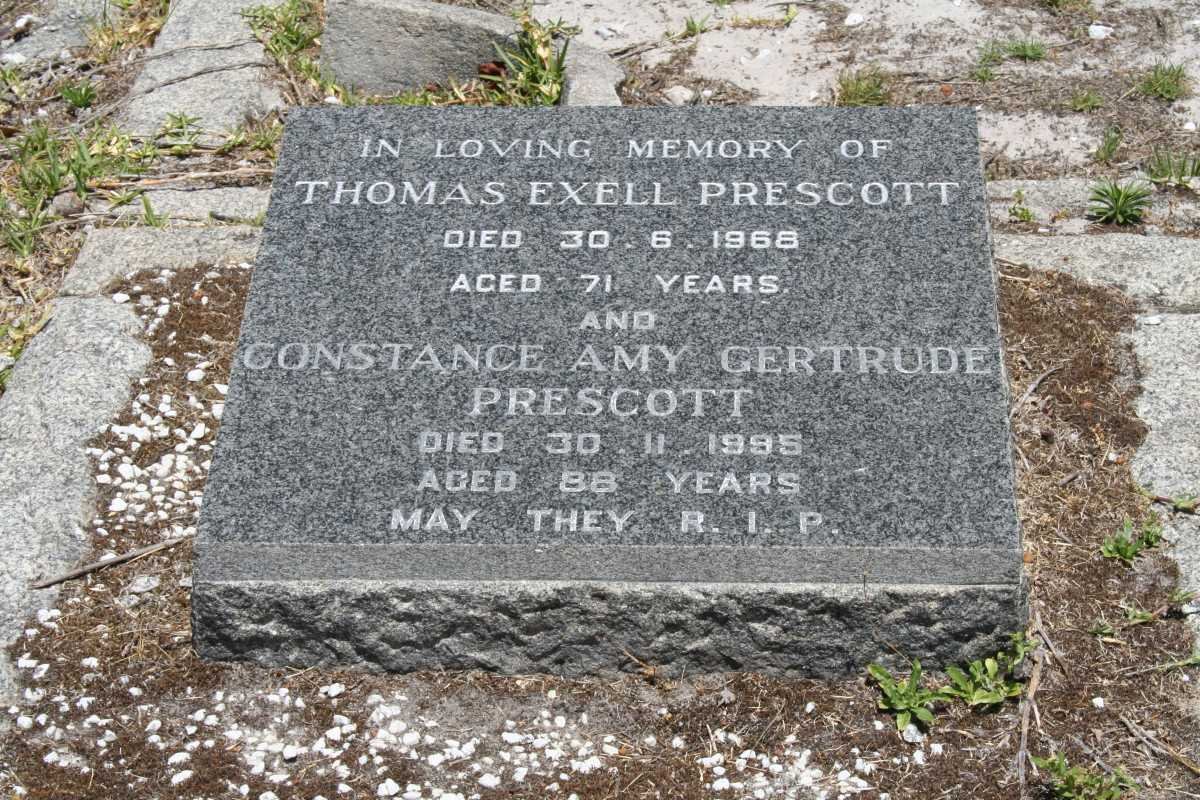 IN LOVING MEMORY OF
THOMAS EXELL PRESCOTT
DIED 30.6.1968
AGED 71 YEARS.
AND
CONSTANCE AMY GERTRUDE
PRESCOTT
DIED 30.11.1995
AGED 88 YEARS
MAY THEY R.I.P.